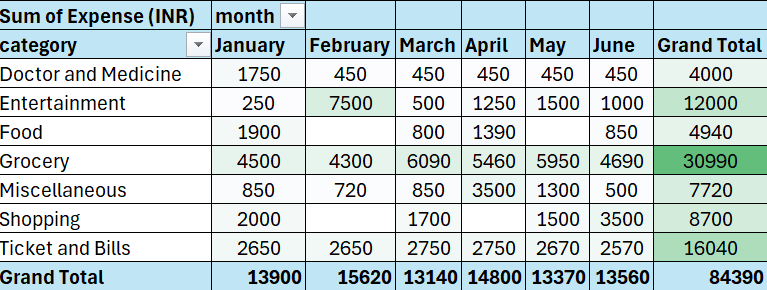 Sum of Expense (INR) month
category January February March April May June Grand Total
Doctor and Medicine 1750 450 450 450 450 450 4000
Entertainment 250 7500 500 1250 1500 1000 12000
Food 1900 800 1390 850 4940
Grocery 4500 4300 6090 5460 5950 4690 30990
Miscellaneous 850 720 850 3500 1300 500 7720
Shopping 2000 1700 1500 3500 8700
Ticket and Bills 2650 2650 2750 2750 2670 2570 16040
Grand Total 13900 15620 13140 14800 13370 13560 84390